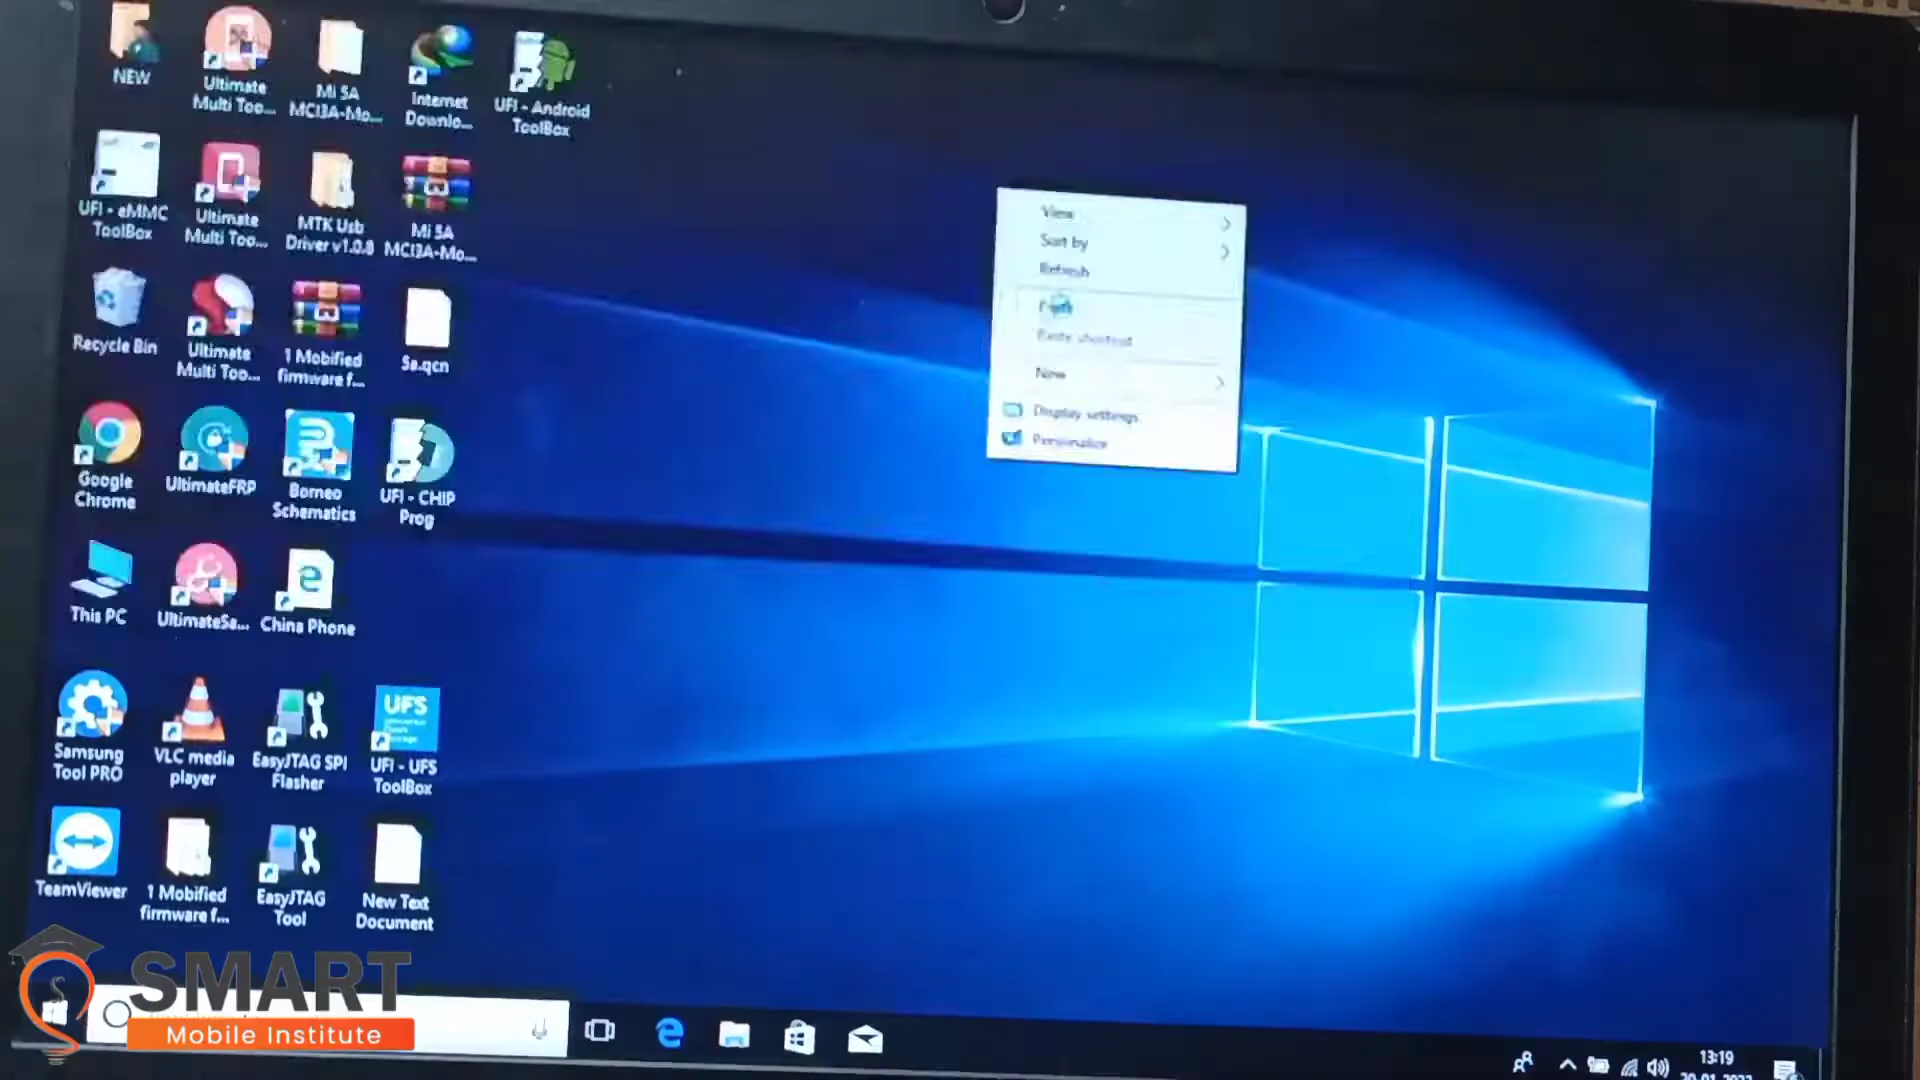 NEW
Ultimate
Multi Too...
Mi 5A
MCI3A-Mo...
Internet
Downlo...
UFI - Android
ToolBox
UFI - eMMC
ToolBox
Ultimate
Multi Too...
MTK Usb
Driver v1.0.8
Mi 5A
MCI3A-Mo...
Recycle Bin
Ultimate
Multi Too...
1 Mobified
firmware f...
5a.qcn
Google
Chrome
UltimateFRP
Borneo
Schematics
UFI - CHIP
Prog
This PC
UltimateSa...
China Phone
Samsung
Tool PRO
VLC media
player
EasyJTAG SPI
Flasher
UFS
UFI - UFS
ToolBox
TeamViewer
1 Mobified
firmware f...
EasyJTAG
Tool
New Text
Document
View
Sort by
Refresh
Paste shortcut
New
Display settings
Personalize
SMART
Mobile Institute
13:19